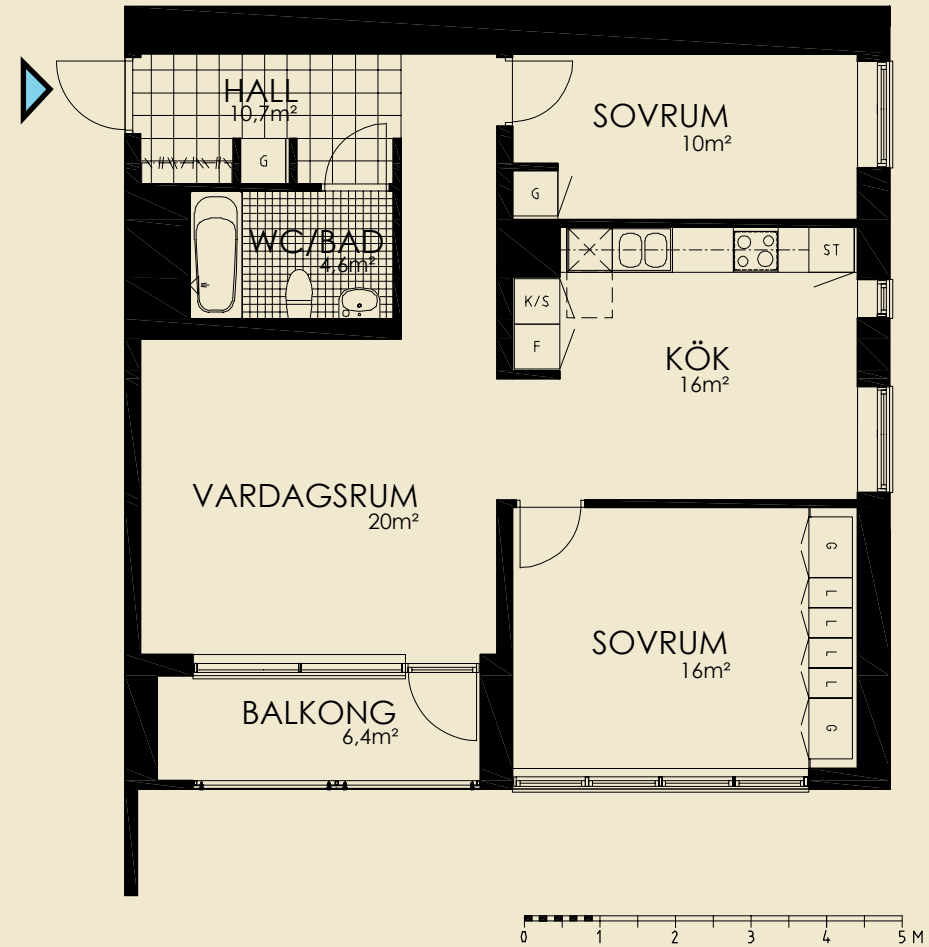 HALL
10,7m²
G
SOVRUM
10m²
G
WC/BAD
4,6m²
ST
K/S
F
KÖK
16m²
VARDAGSRUM
20m²
G
L
L
L
L
G
SOVRUM
16m²
BALKONG
6,4m²
0 1 2 3 4 5 M